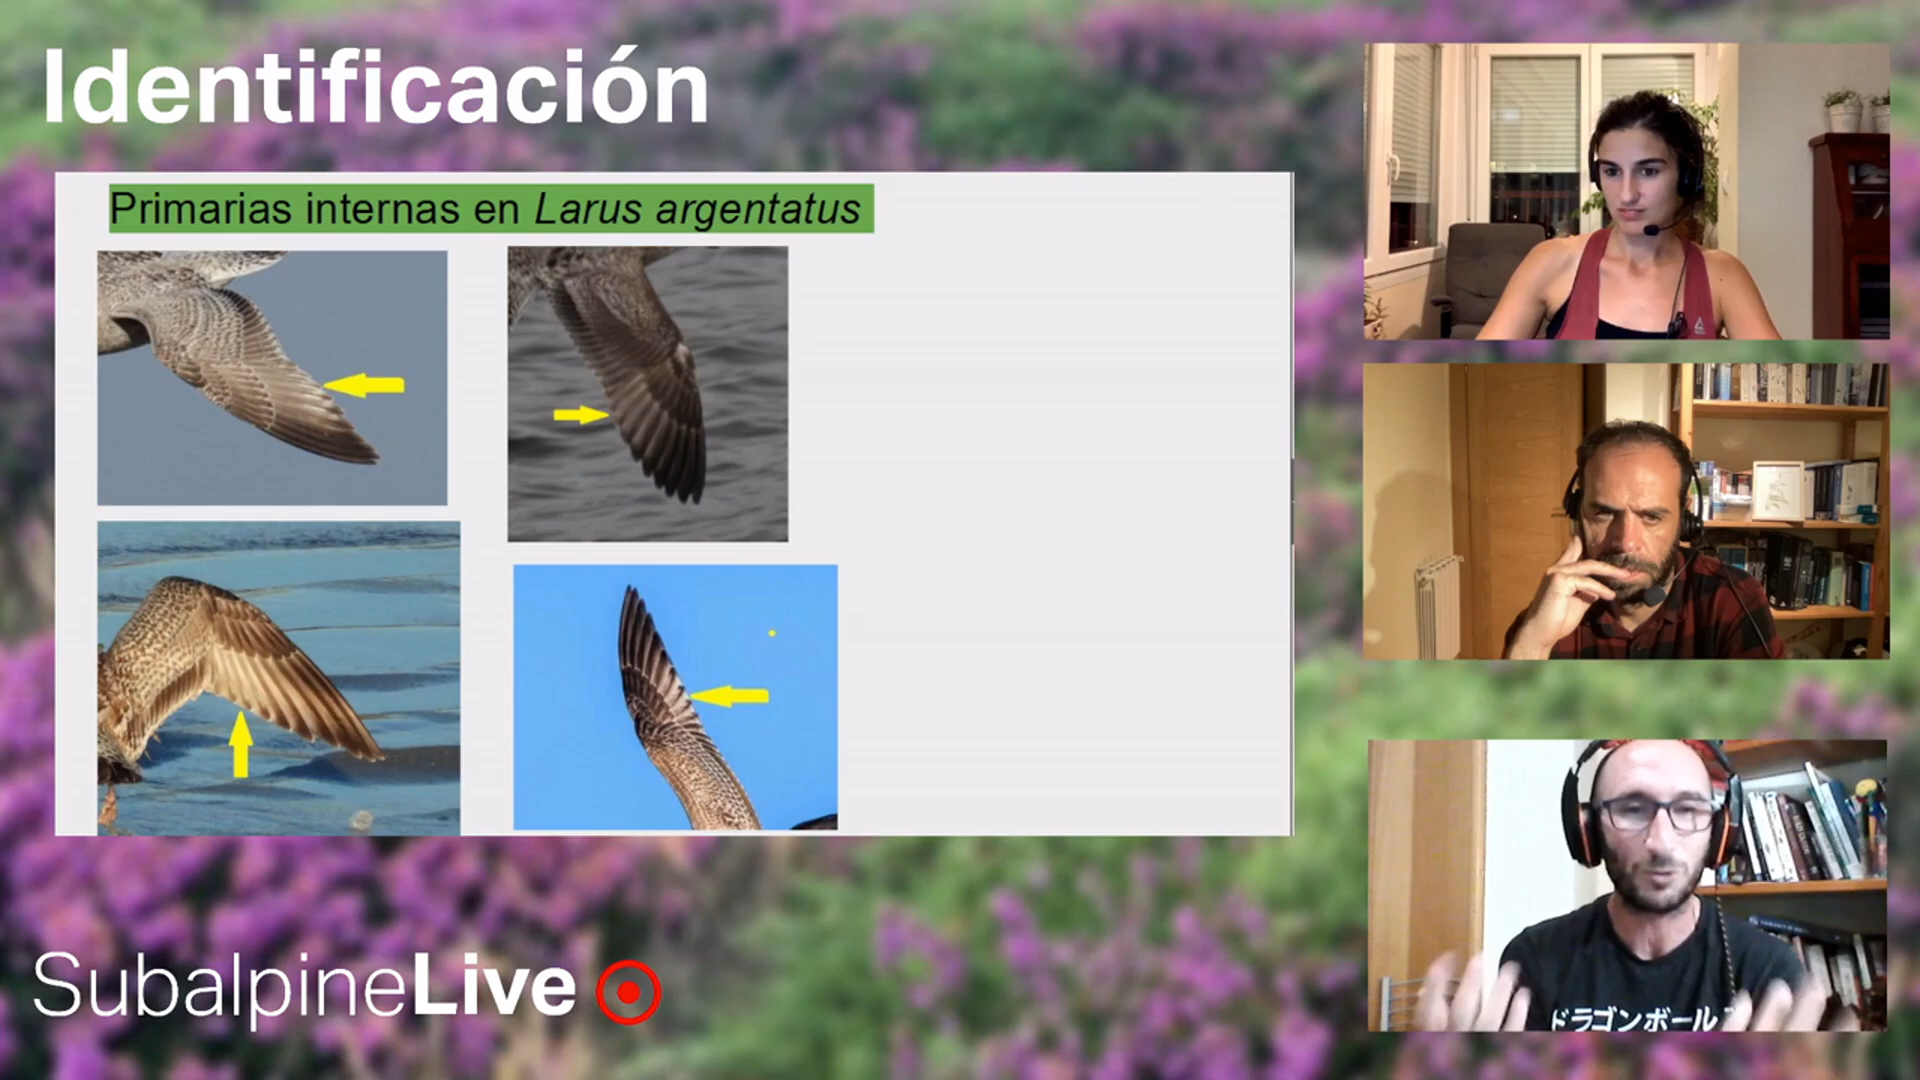 Identificación
Primarias internas en Larus argentatus
SubalpineLive
ドラゴンボール